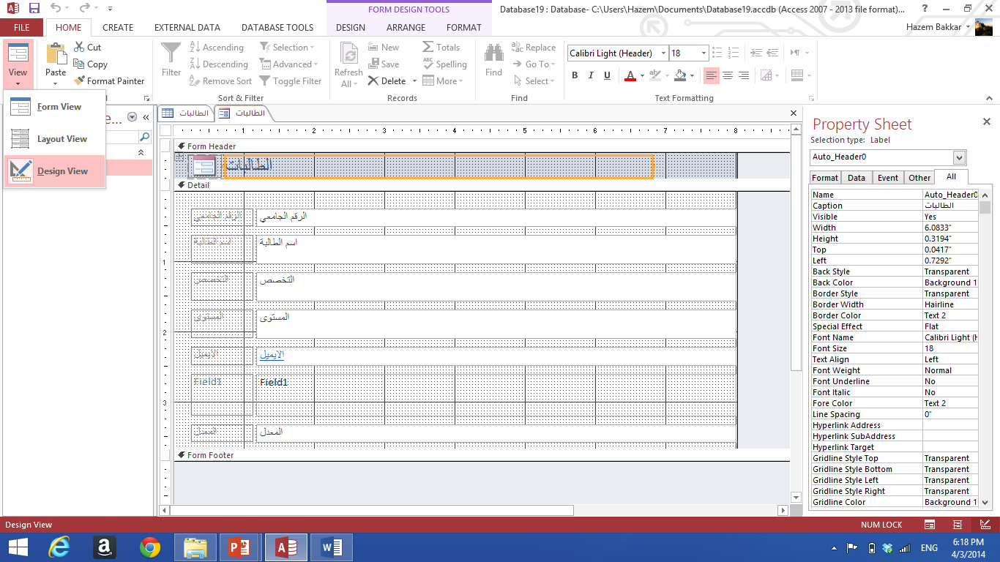 FORM DESIGN TOOLS
Database19 : Database- C:\Users\Hazem\Documents\Database19.accdb (Access 2007 - 2013 file format)...
FILE HOME CREATE EXTERNAL DATA DATABASE TOOLS DESIGN ARRANGE FORMAT Hazem Bakkar
View
Paste
Cut
Copy
Format Painter
Filter
Ascending
Descending
Remove Sort
Selection
Advanced
Toggle Filter
Sort & Filter
Refresh All
New
Save
Delete
Totals
Spelling
More
Records
Find
Replace
Go To
Select
Find
Calibri Light (Header) 18
B I U A
Text Formatting
Form View
Layout View
Design View
e...
الطالبات
الطالبات
1 2 3 4 5 6 7 8
Form Header
الطالبات
Detail
الرقم الجامعي الرقم الجامعي
اسم الطالبة اسم الطالبة
1
التخصص التخصص
المستوى المستوى
2
الايميل الايميل
Field1 Field1
3
المعدل المعدل
Form Footer
Property Sheet
Selection type: Label
Auto_Header0
Format Data Event Other All
Name Auto_Header0
Caption الطالبات
Visible Yes
Width 6.0833"
Height 0.3194"
Top 0.0417"
Left 0.7292"
Back Style Transparent
Back Color Background 1
Border Style Transparent
Border Width Hairline
Border Color Text 2
Special Effect Flat
Font Name Calibri Light (H
Font Size 18
Text Align Left
Font Weight Normal
Font Underline No
Font Italic No
Fore Color Text 2
Line Spacing 0"
Hyperlink Address
Hyperlink SubAddress
Hyperlink Target
Gridline Style Top Transparent
Gridline Style Bottom Transparent
Gridline Style Left Transparent
Gridline Style Right Transparent
Gridline Color Background 1
Design View
NUM LOCK
ENG
6:18 PM
4/3/2014